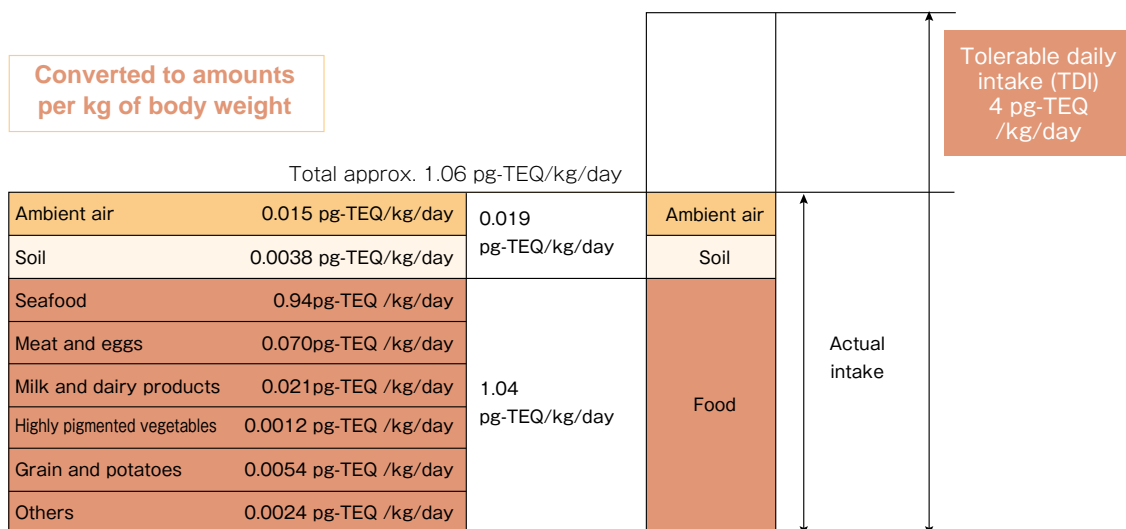 Converted to amounts
per kg of body weight
Tolerable daily
intake (TDI)
4 pg-TEQ
/kg/day
Total approx. 1.06 pg-TEQ/kg/day
Ambient air 0.015 pg-TEQ/kg/day
Soil 0.0038 pg-TEQ/kg/day
0.019
pg-TEQ/kg/day
Seafood 0.94pg-TEQ /kg/day
Meat and eggs 0.070pg-TEQ /kg/day
Milk and dairy products 0.021pg-TEQ /kg/day
Highly pigmented vegetables 0.0012 pg-TEQ /kg/day
Grain and potatoes 0.0054 pg-TEQ /kg/day
Others 0.0024 pg-TEQ /kg/day
1.04
pg-TEQ/kg/day
Ambient air
Soil
Food
Actual
intake